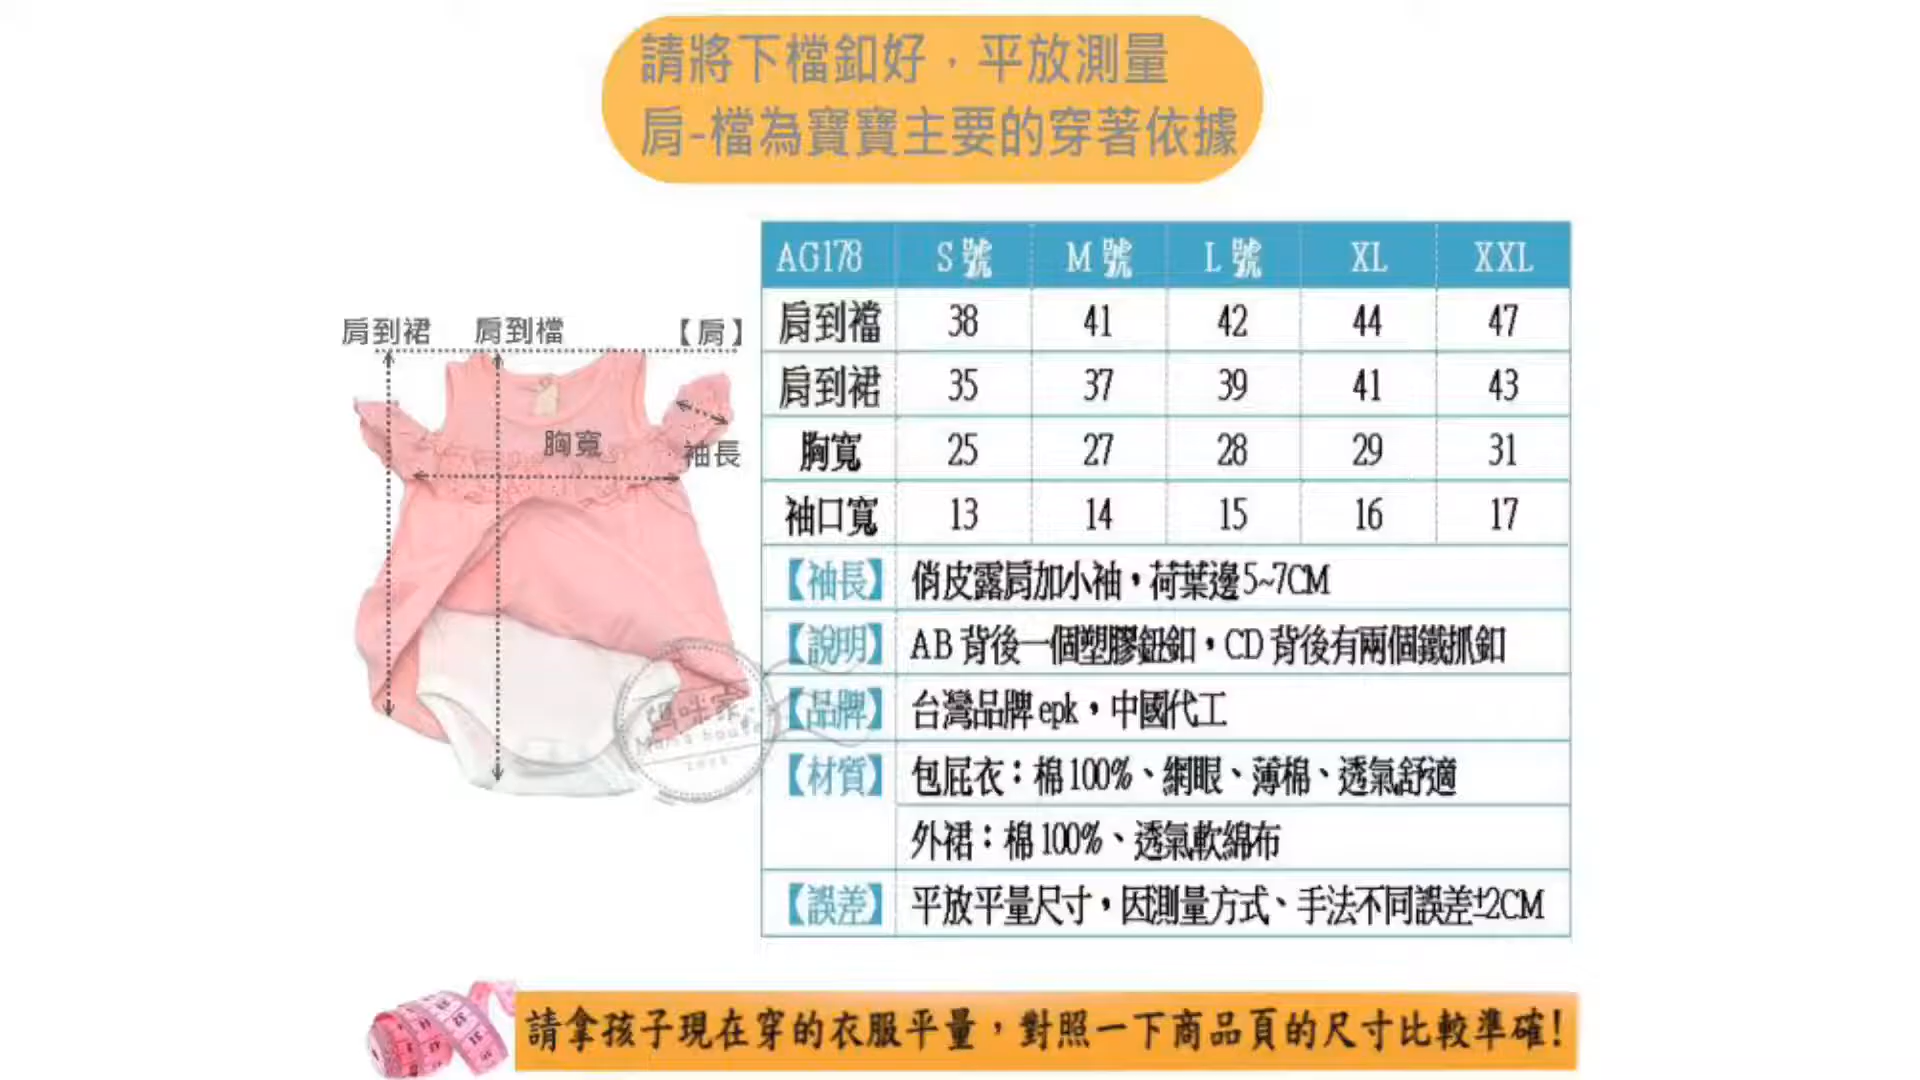 請將下檔釦好，平放測量
肩-檔為寶寶主要的穿著依據
肩到裙 肩到檔 【肩】
胸寬
袖長
AG178 S號 M號 L號 XL XXL
肩到襠 38 41 42 44 47
肩到裙 35 37 39 41 43
胸寬 25 27 28 29 31
袖口寬 13 14 15 16 17
【袖長】 俏皮露肩加小袖，荷葉邊5~7CM
【說明】 AB背後一個塑膠鈕釦，CD背後有兩個鐵抓釦
【品牌】 台灣品牌epk，中國代工
【材質】 包屁衣：棉100%、網眼、薄棉、透氣舒適
外裙：棉100%、透氣軟綿布
【誤差】 平放平量尺寸，因測量方式、手法不同誤差±2CM
請拿孩子現在穿的衣服平量，對照一下商品頁的尺寸比較準確!